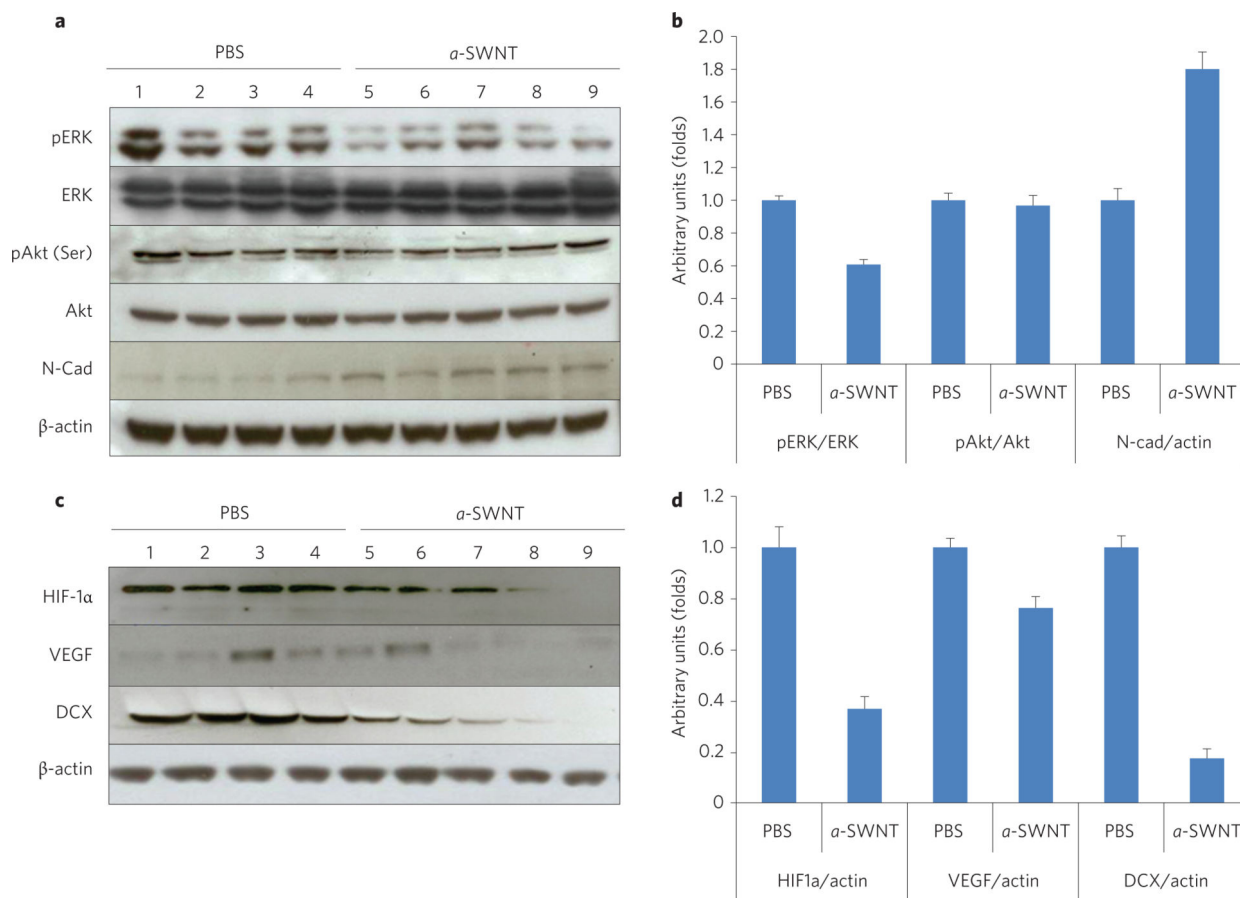 a
PBS a-SWNT
1 2 3 4 5 6 7 8 9
pERK
ERK
pAkt (Ser)
Akt
N-Cad
β-actin
b
Arbitrary units (folds)
2.0
1.8
1.6
1.4
1.2
1.0
0.8
0.6
0.4
0.2
0
PBS a-SWNT PBS a-SWNT PBS a-SWNT
pERK/ERK pAkt/Akt N-cad/actin
c
PBS a-SWNT
1 2 3 4 5 6 7 8 9
HIF-1α
VEGF
DCX
β-actin
d
Arbitrary units (folds)
1.2
1.0
0.8
0.6
0.4
0.2
0
PBS a-SWNT PBS a-SWNT PBS a-SWNT
HIF1a/actin VEGF/actin DCX/actin